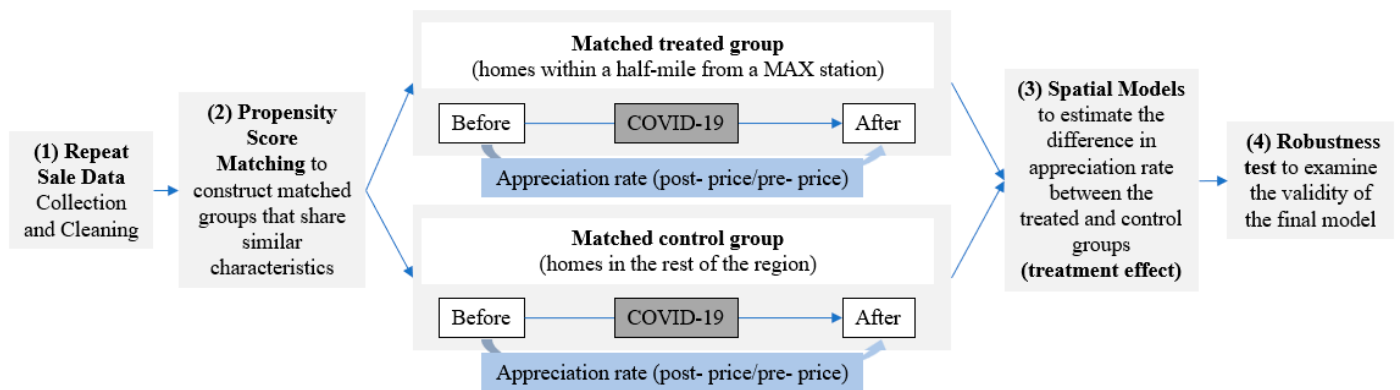 (1) Repeat
Sale Data
Collection
and Cleaning
(2) Propensity
Score
Matching to
construct matched
groups that share
similar
characteristics
Matched treated group
(homes within a half-mile from a MAX station)
Before
COVID-19
After
Appreciation rate (post- price/pre- price)
Matched control group
(homes in the rest of the region)
Before
COVID-19
After
Appreciation rate (post- price/pre- price)
(3) Spatial Models
to estimate the
difference in
appreciation rate
between the
treated and control
groups
(treatment effect)
(4) Robustness
test to examine
the validity of
the final model